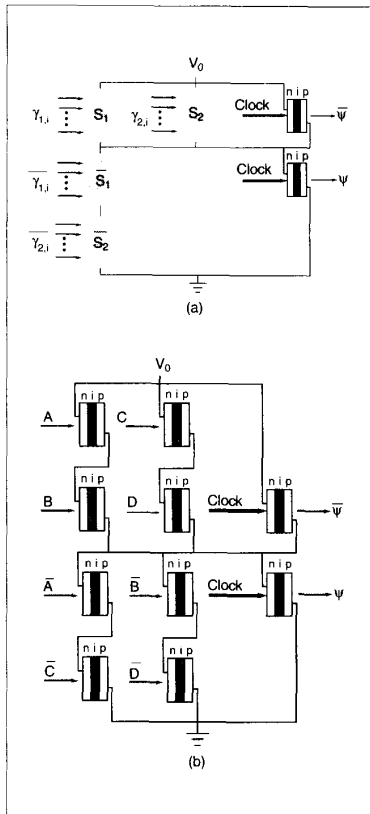 V₀
n i p
Clock
ψ̅
γ₁,ᵢ S₁ γ₂,ᵢ S₂
n i p
Clock
ψ
γ̅₁,ᵢ S̅₁
γ̅₂,ᵢ S̅₂
(a)
V₀
n i p n i p
A C
n i p
B D Clock ψ̅
n i p n i p n i p
A̅ B̅ Clock ψ
C̅ D̅
(b)